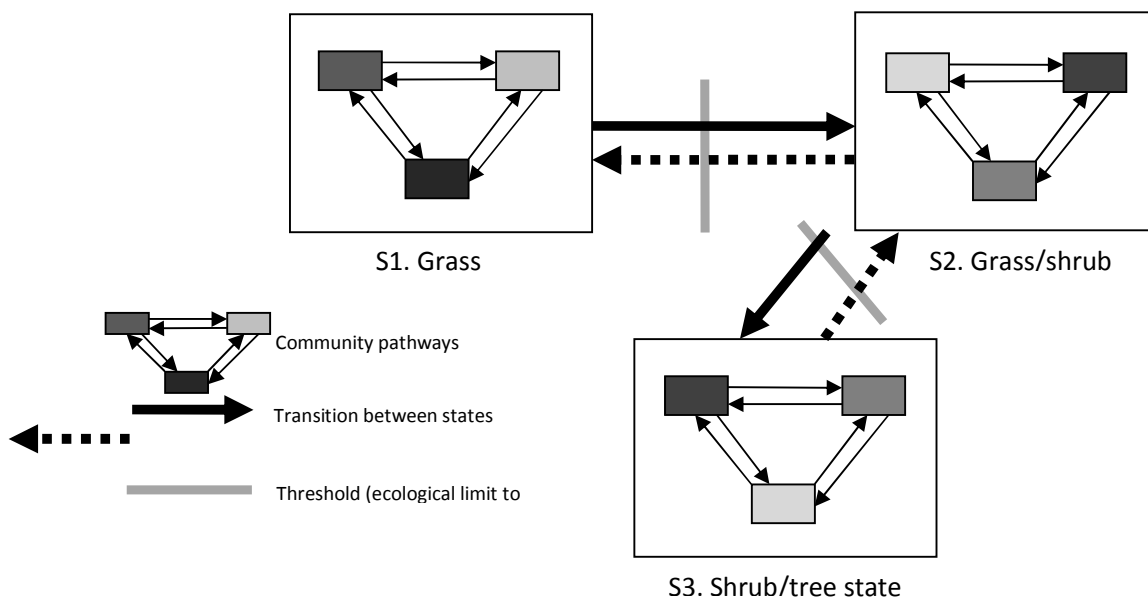 S1. Grass
S2. Grass/shrub
Community pathways
Transition between states
Threshold (ecological limit to
S3. Shrub/tree state